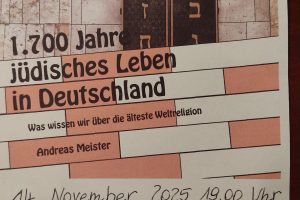 1.700 Jahre
jüdisches Leben
in Deutschland
Was wissen wir über die älteste Weltreligion
Andreas Meister
14. November 2025 19.00 Uhr